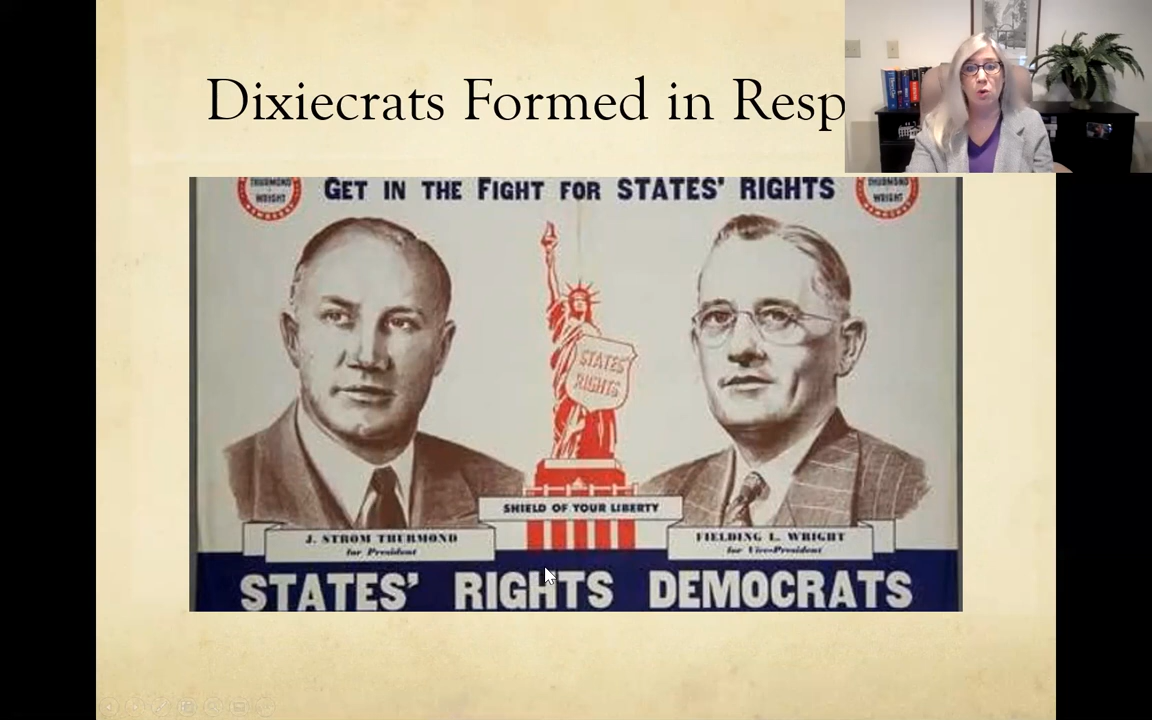 Dixiecrats Formed in Resp
THURMOND
WRIGHT
GET IN THE FIGHT FOR STATES' RIGHTS
THURMOND
WRIGHT
STATES'
RIGHTS
SHIELD OF YOUR LIBERTY
J. STROM THURMOND
for President
FIELDING L. WRIGHT
for Vice-President
STATES' RIGHTS DEMOCRATS